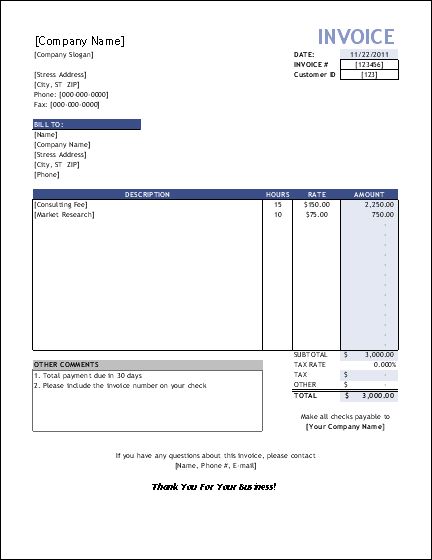 INVOICE
[Company Name]
[Company Slogan]
DATE: 11/22/2011
INVOICE # [123456]
Customer ID [123]
[Stress Address]
[City, ST ZIP]
Phone: [000-000-0000]
Fax: [000-000-0000]
BILL TO:
[Name]
[Company Name]
[Stress Address]
[City, ST ZIP]
[Phone]
DESCRIPTION HOURS RATE AMOUNT
[Consulting Fee] 15 $150.00 2,250.00
[Market Research] 10 $75.00 750.00
-
-
-
-
-
-
-
-
-
-
-
-
-
SUBTOTAL $ 3,000.00
TAX RATE 0.000%
TAX $ -
OTHER $ -
TOTAL $ 3,000.00
OTHER COMMENTS
1. Total payment due in 30 days
2. Please include the invoice number on your check
Make all checks payable to
[Your Company Name]
If you have any questions about this invoice, please contact
[Name, Phone #, E-mail]
Thank You For Your Business!